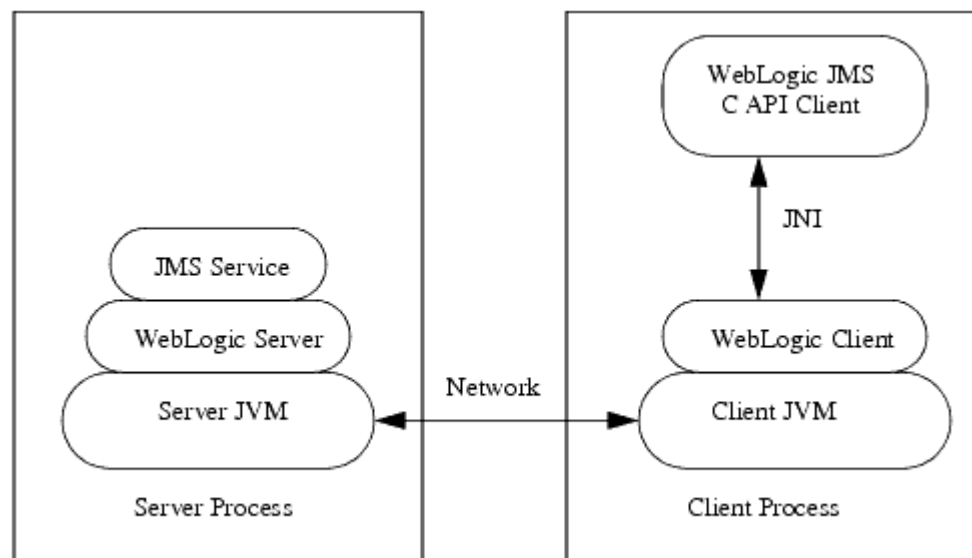 JMS Service
WebLogic Server
Server JVM
Server Process
Network
WebLogic JMS
C API Client
JNI
WebLogic Client
Client JVM
Client Process